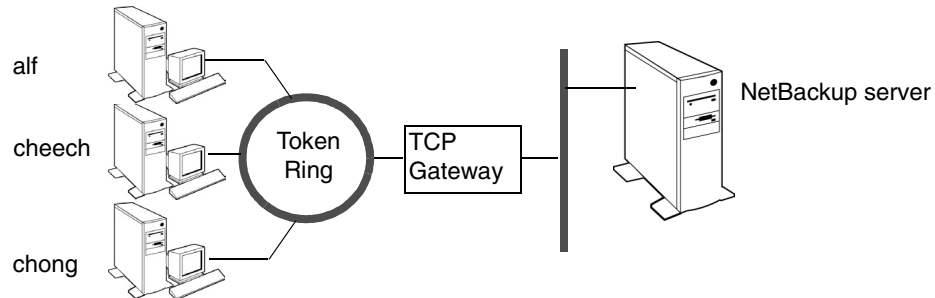 alf
cheech
chong
Token
Ring
TCP
Gateway
NetBackup server